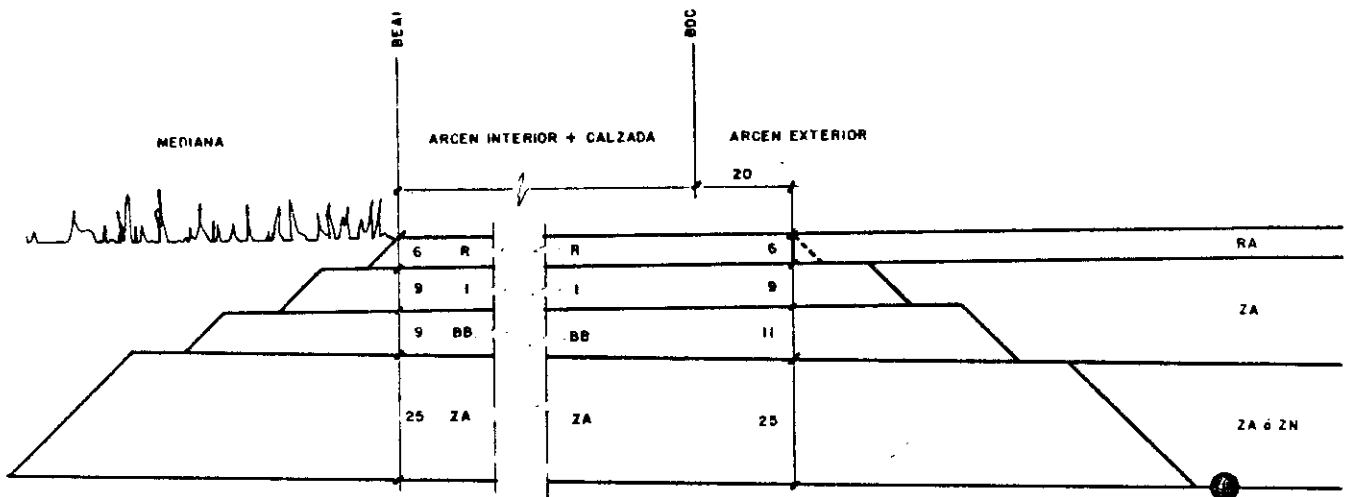 BEAI
BDC
MEDIANA
ARCEN INTERIOR + CALZADA
ARCEN EXTERIOR
20
6 R R 6 RA
9 I I 9
ZA
9 BB BB 11
25 ZA ZA 25 ZA ó ZN